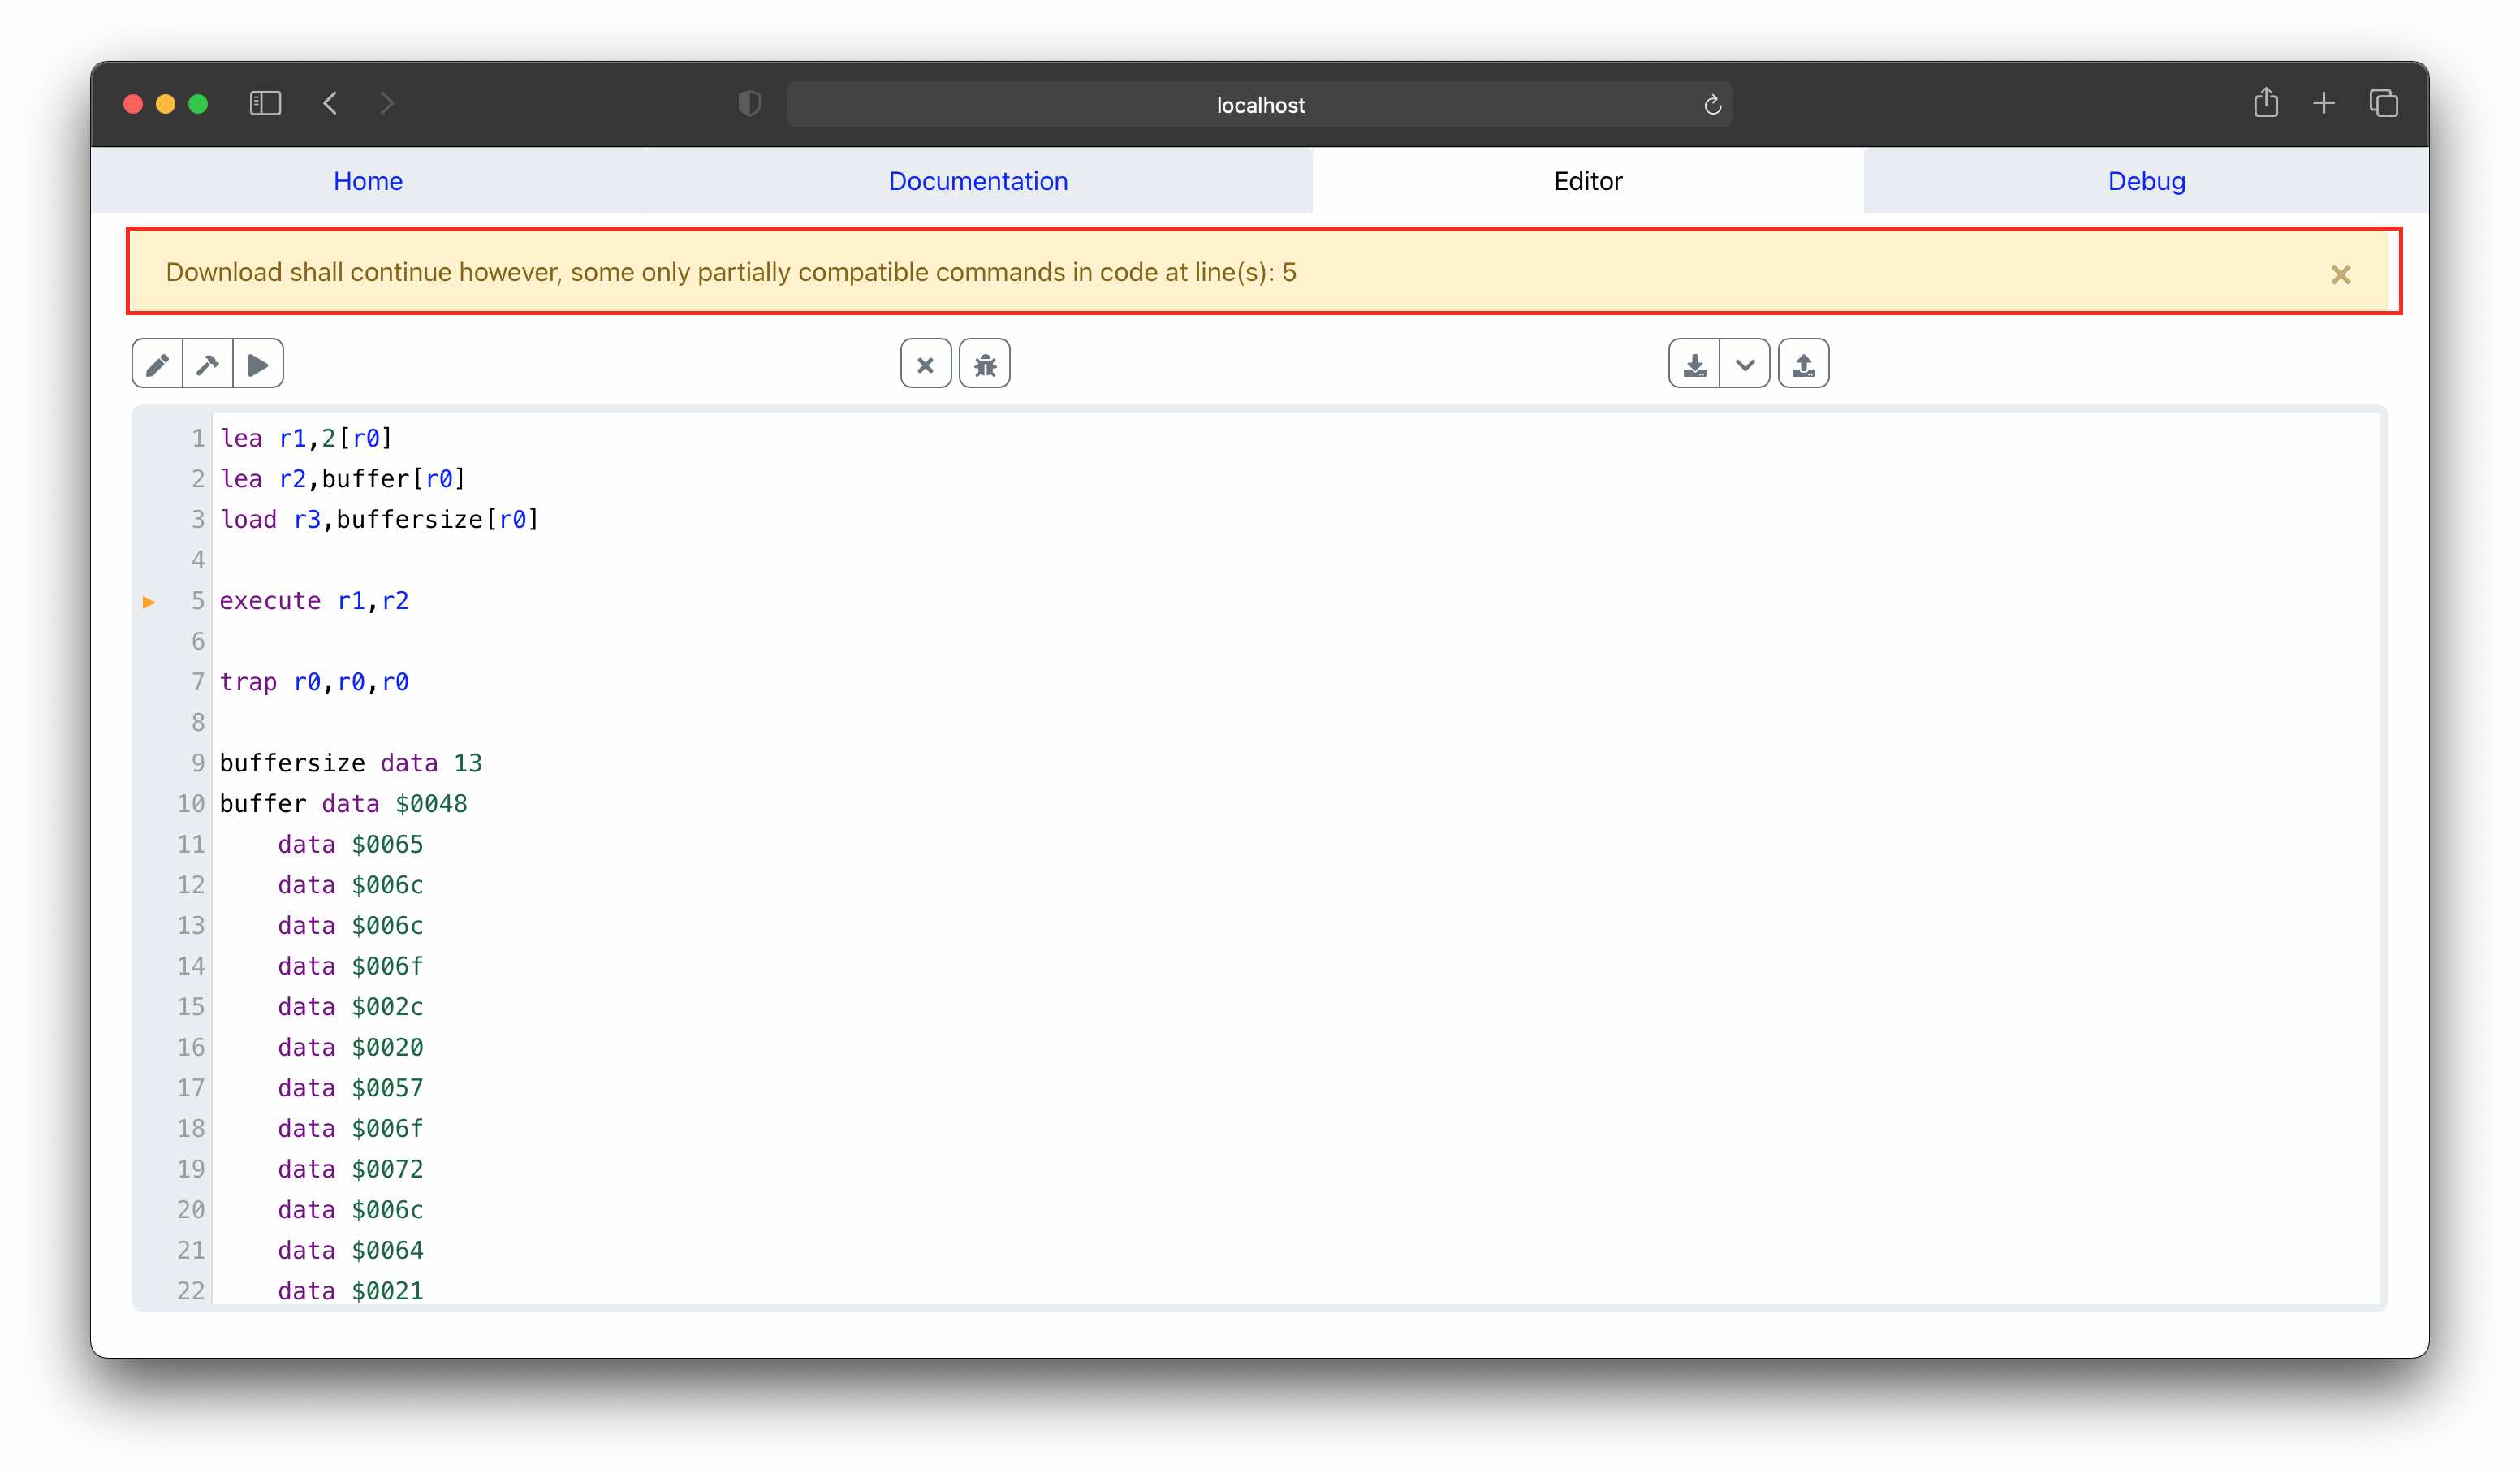 localhost
Home Documentation Editor Debug
Download shall continue however, some only partially compatible commands in code at line(s): 5
1 lea r1,2[r0]
2 lea r2,buffer[r0]
3 load r3,buffersize[r0]
4
5 execute r1,r2
6
7 trap r0,r0,r0
8
9 buffersize data 13
10 buffer data $0048
11 data $0065
12 data $006c
13 data $006c
14 data $006f
15 data $002c
16 data $0020
17 data $0057
18 data $006f
19 data $0072
20 data $006c
21 data $0064
22 data $0021